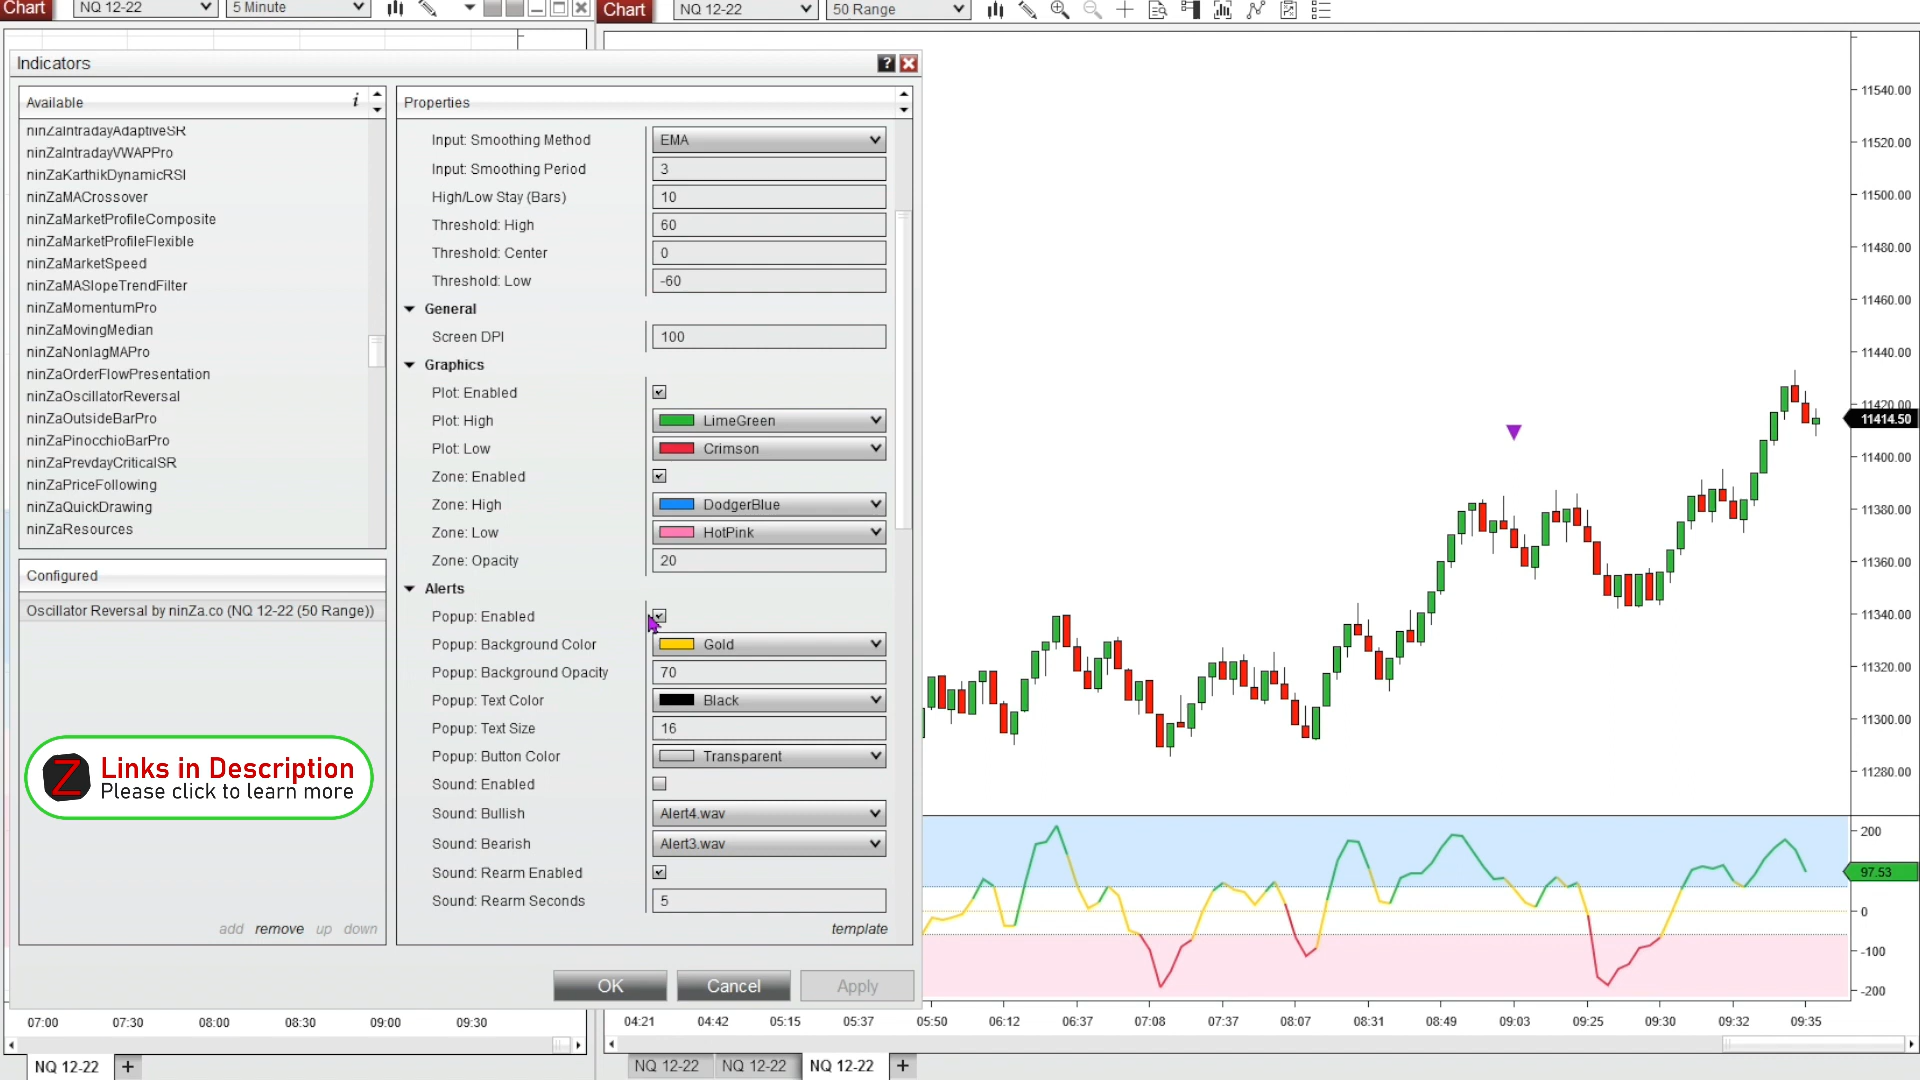 Chart
NQ 12-22
5 Minute
Chart
NQ 12-22
50 Range
Indicators
?
Available
i
ninZaIntradayAdaptiveSR
ninZaIntradayVWAPPro
ninZaKarthikDynamicRSI
ninZaMACrossover
ninZaMarketProfileComposite
ninZaMarketProfileFlexible
ninZaMarketSpeed
ninZaMASlopeTrendFilter
ninZaMomentumPro
ninZaMovingMedian
ninZaNonlagMAPro
ninZaOrderFlowPresentation
ninZaOscillatorReversal
ninZaOutsideBarPro
ninZaPinocchioBarPro
ninZaPrevdayCriticalSR
ninZaPriceFollowing
ninZaQuickDrawing
ninZaResources
Configured
Oscillator Reversal by ninZa.co (NQ 12-22 (50 Range))
Z
Links in Description
Please click to learn more
add remove up down
Properties
Input: Smoothing Method EMA
Input: Smoothing Period 3
High/Low Stay (Bars) 10
Threshold: High 60
Threshold: Center 0
Threshold: Low -60
General
Screen DPI 100
Graphics
Plot: Enabled
Plot: High LimeGreen
Plot: Low Crimson
Zone: Enabled
Zone: High DodgerBlue
Zone: Low HotPink
Zone: Opacity 20
Alerts
Popup: Enabled
Popup: Background Color Gold
Popup: Background Opacity 70
Popup: Text Color Black
Popup: Text Size 16
Popup: Button Color Transparent
Sound: Enabled
Sound: Bullish Alert4.wav
Sound: Bearish Alert3.wav
Sound: Rearm Enabled
Sound: Rearm Seconds 5
template
OK Cancel Apply
11540.00
11520.00
11500.00
11480.00
11460.00
11440.00
11420.00
11414.50
11400.00
11380.00
11360.00
11340.00
11320.00
11300.00
11280.00
200
97.53
0
-100
-200
07:00 07:30 08:00 08:30 09:00 09:30
04:21 04:42 05:15 05:37 05:50 06:12 06:37 07:08 07:37 08:07 08:31 08:49 09:03 09:25 09:30 09:32 09:35
NQ 12-22 +
NQ 12-22 NQ 12-22 NQ 12-22 +